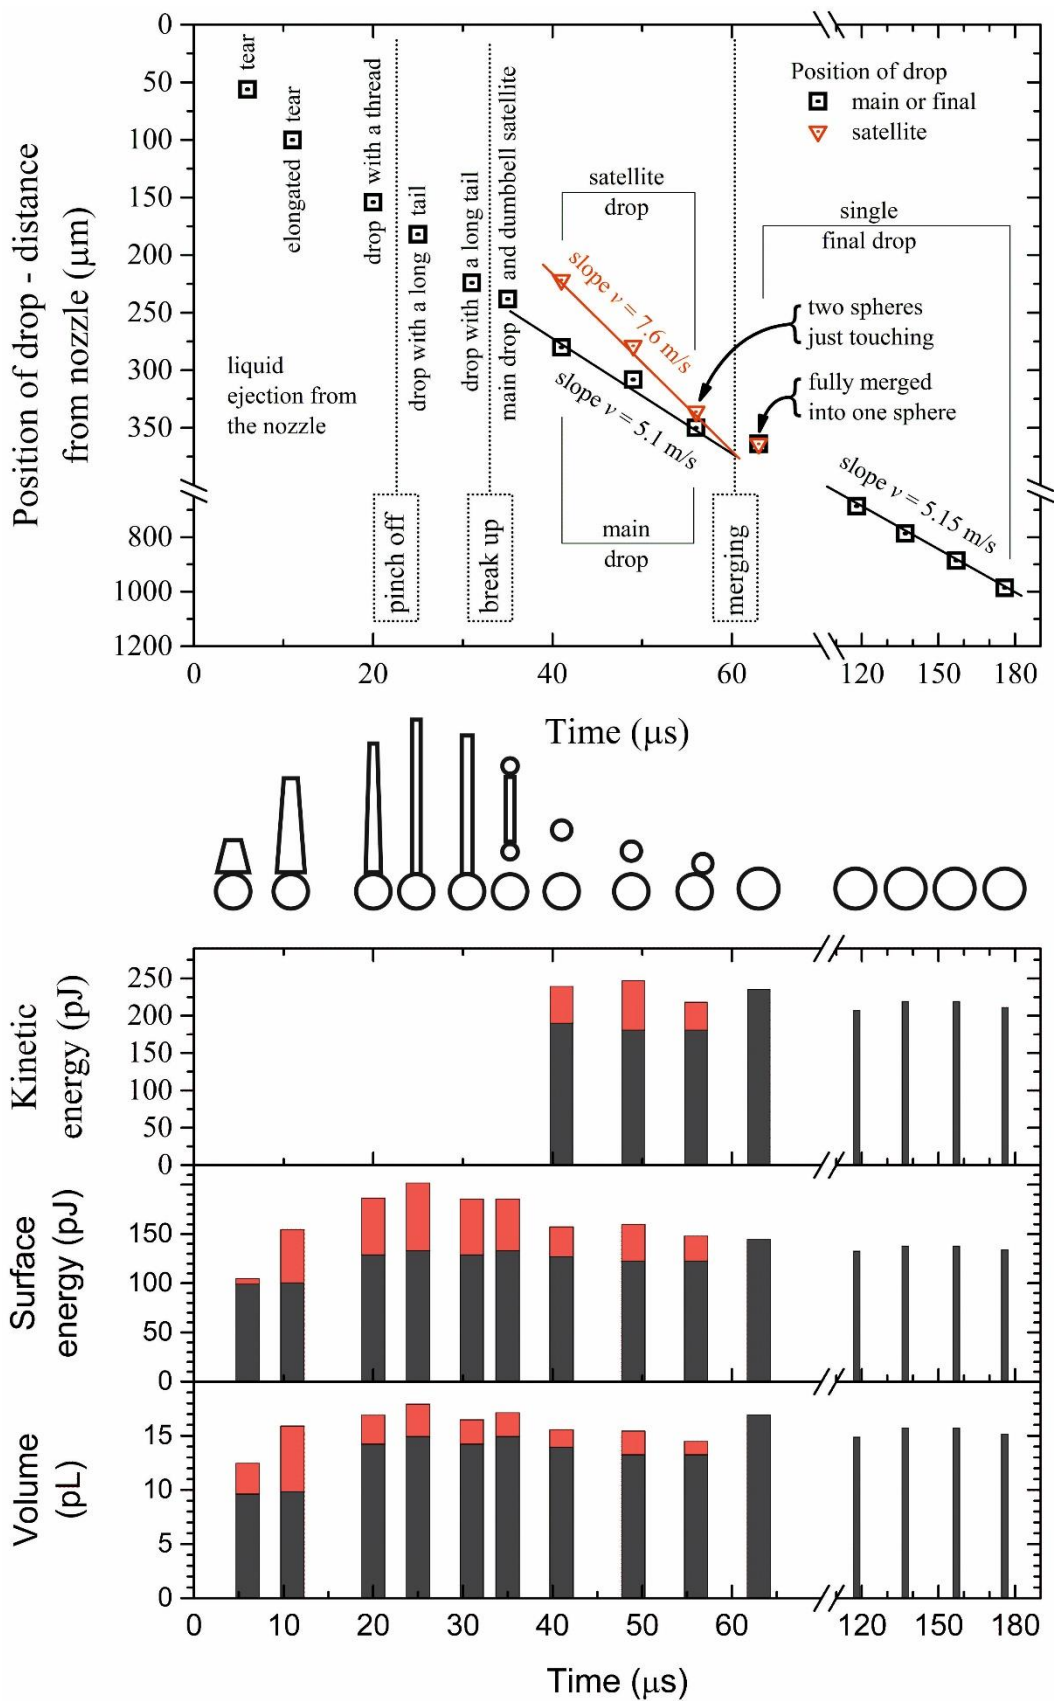 Position of drop - distance
from nozzle (μm)
0
50
100
150
200
250
300
350
800
1000
1200
tear
elongated tear
drop with a thread
drop with a long tail
drop with a long tail
main drop and dumbbell satellite
Position of drop
main or final
satellite
satellite
drop
single
final drop
slope v = 7.6 m/s
two spheres
just touching
liquid
ejection from
the nozzle
slope v = 5.1 m/s
fully merged
into one sphere
slope v = 5.15 m/s
main
drop
pinch off
break up
merging
0 20 40 60 120 150 180
Time (μs)
Kinetic
energy (pJ)
250
200
150
100
50
0
Surface
energy (pJ)
150
100
50
0
Volume
(pL)
15
10
5
0
0 10 20 30 40 50 60 120 150 180
Time (μs)